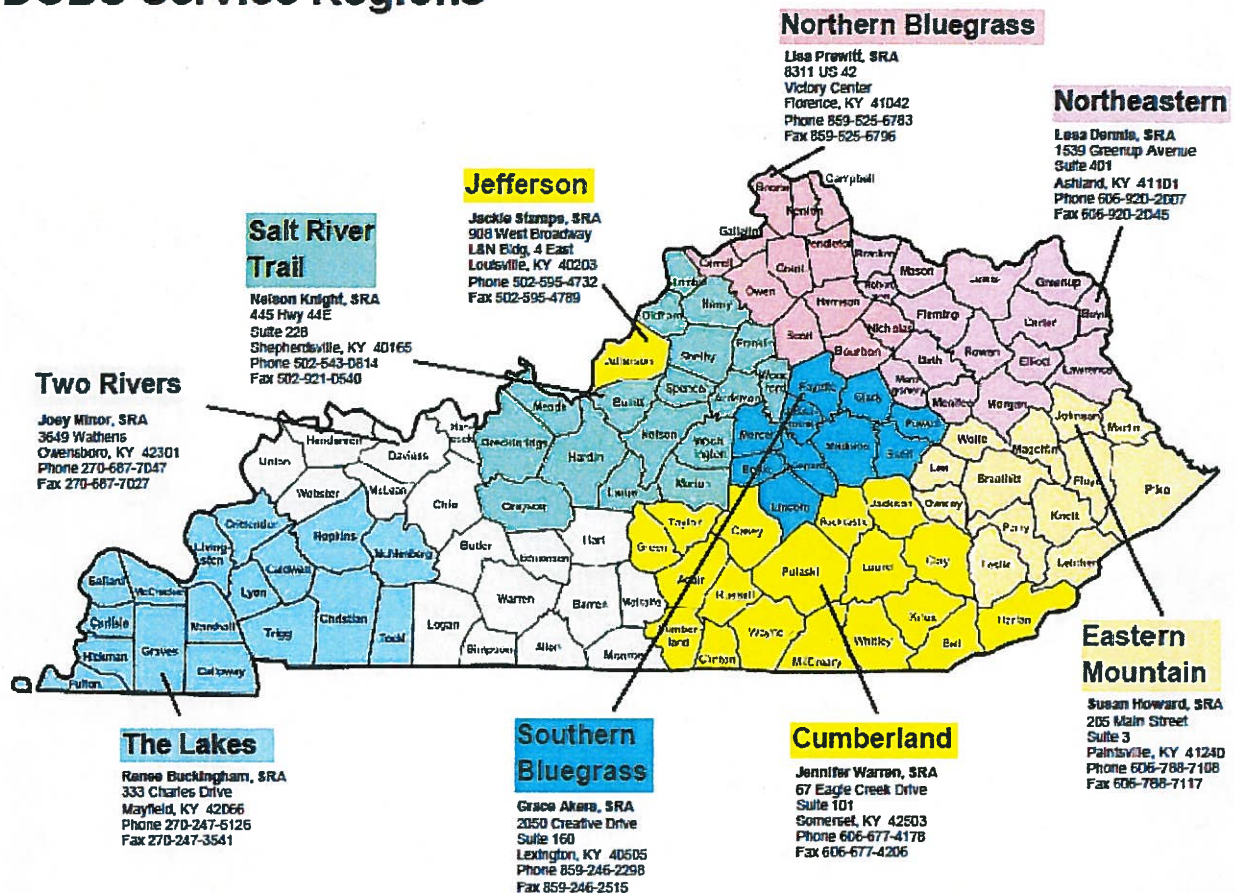 Service Regions
Northern Bluegrass
Lisa Prewitt, SRA
8311 US 42
Victory Center
Florence, KY 41042
Phone 859-525-6783
Fax 859-525-6796
Northeastern
Lesa Dennis, SRA
1539 Greenup Avenue
Suite 401
Ashland, KY 41101
Phone 606-920-2007
Fax 606-920-2045
Jefferson
Jackie Stamps, SRA
908 West Broadway
L&N Bldg, 4 East
Louisville, KY 40203
Phone 502-595-4732
Fax 502-595-4789
Salt River
Trail
Nelson Knight, SRA
445 Hwy 44E
Suite 228
Shepherdsville, KY 40165
Phone 502-543-0814
Fax 502-921-0540
Two Rivers
Joey Minor, SRA
3649 Wathens
Owensboro, KY 42301
Phone 270-687-7047
Fax 270-687-7027
Boone
Campbell
Kenton
Gallatin
Pendleton
Carroll
Grant
Owen
Bracken
Mason
Lewis
Greenup
Boyd
Harrison
Fleming
Carter
Scott
Nicholas
Bourbon
Bath
Rowan
Elliott
Lawrence
Menifee
Morgan
Henry
Oldham
Shelby
Jefferson
Spencer
Bullitt
Meade
Nelson
Hardin
Marion
Grayson
Fayette
Clark
Powell
Madison
Estill
Mercer
Boyle
Lincoln
Johnson
Martin
Magoffin
Wolfe
Lee
Breathitt
Floyd
Pike
Knott
Perry
Owsley
Leslie
Letcher
Henderson
Union
Daviess
Webster
McLean
Ohio
Butler
Edmonson
Hart
Warren
Barren
Metcalfe
Logan
Simpson
Allen
Monroe
Taylor
Green
Casey
Adair
Russell
Pulaski
Rockcastle
Jackson
Laurel
Clay
Wayne
Clinton
McCreary
Whitley
Knox
Bell
Harlan
Crittenden
Living-
ston
Hopkins
Muhlenberg
Caldwell
Lyon
Ballard
McCracken
Carlisle
Marshall
Trigg
Christian
Todd
Hickman
Graves
Calloway
Fulton
The Lakes
Renee Buckingham, SRA
333 Charles Drive
Mayfield, KY 42066
Phone 270-247-5126
Fax 270-247-3541
Southern
Bluegrass
Grace Akers, SRA
2050 Creative Drive
Suite 160
Lexington, KY 40505
Phone 859-246-2298
Fax 859-246-2515
Cumberland
Jennifer Warren, SRA
67 Eagle Creek Drive
Suite 101
Somerset, KY 42503
Phone 606-677-4178
Fax 606-677-4206
Eastern
Mountain
Susan Howard, SRA
205 Main Street
Suite 3
Paintsville, KY 41240
Phone 606-788-7108
Fax 606-788-7117